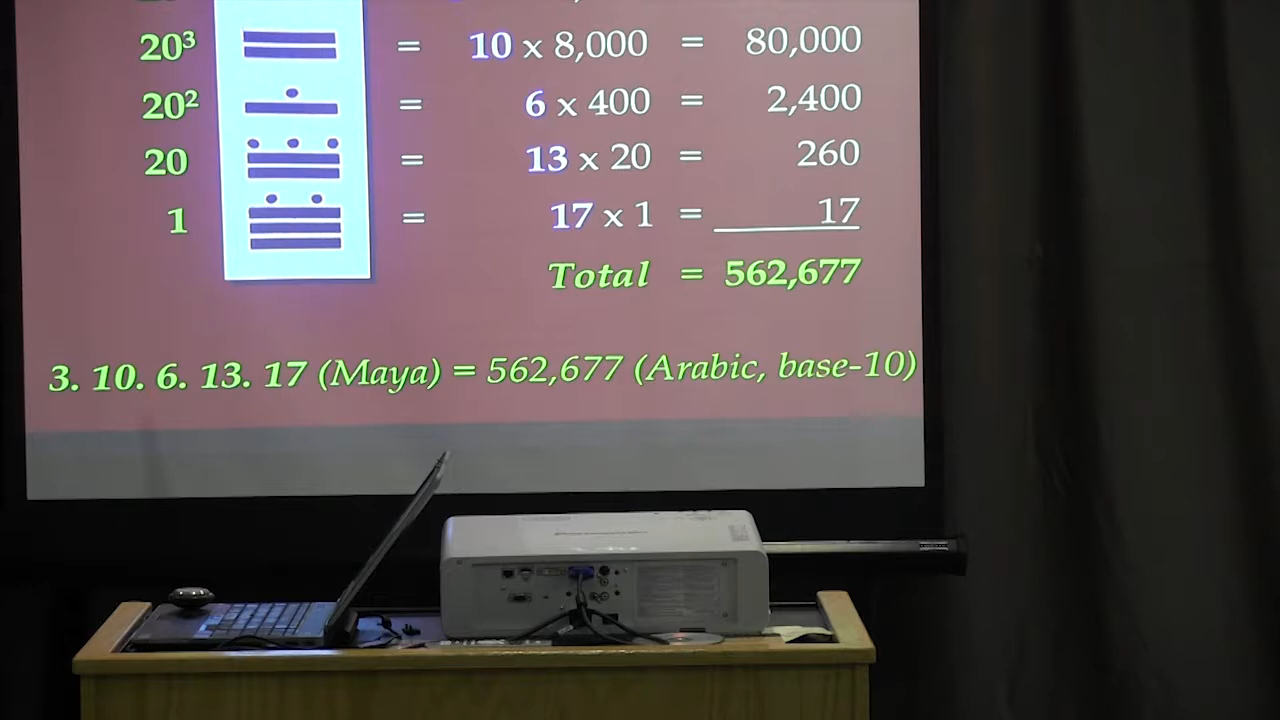 20³ = 10 x 8,000 = 80,000
20² = 6 x 400 = 2,400
20 = 13 x 20 = 260
1 = 17 x 1 = 17
Total = 562,677
3. 10. 6. 13. 17 (Maya) = 562,677 (Arabic, base-10)